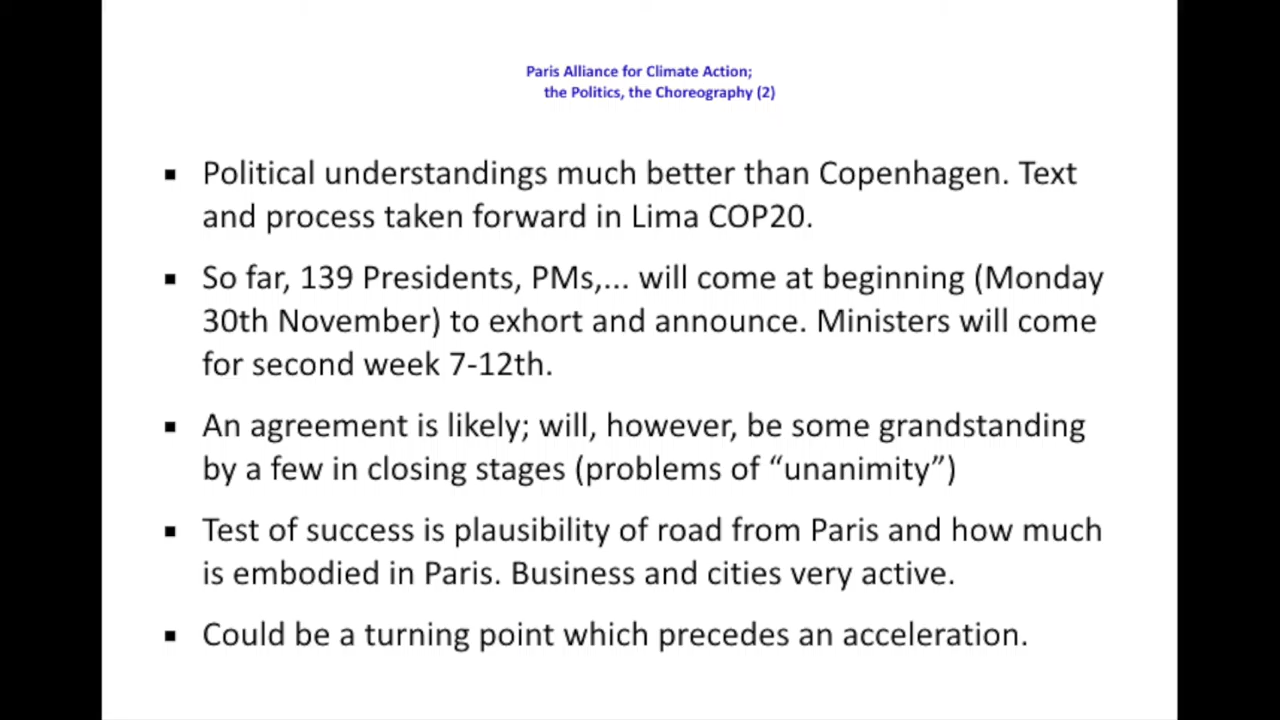 Paris Alliance for Climate Action;
the Politics, the Choreography (2)
▪ Political understandings much better than Copenhagen. Text
and process taken forward in Lima COP20.
▪ So far, 139 Presidents, PMs,... will come at beginning (Monday
30th November) to exhort and announce. Ministers will come
for second week 7-12th.
▪ An agreement is likely; will, however, be some grandstanding
by a few in closing stages (problems of “unanimity”)
▪ Test of success is plausibility of road from Paris and how much
is embodied in Paris. Business and cities very active.
▪ Could be a turning point which precedes an acceleration.